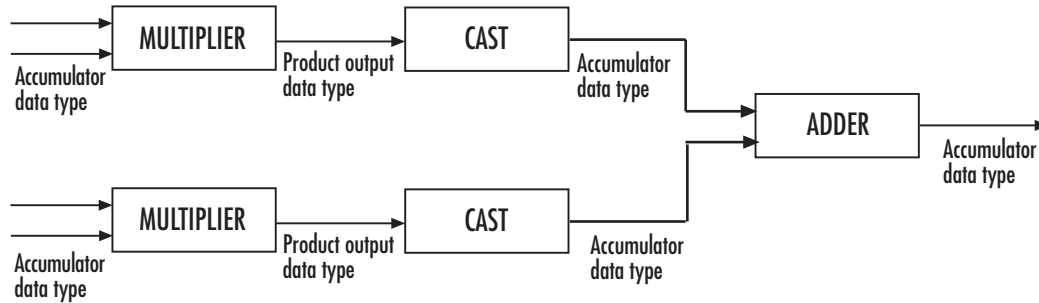 MULTIPLIER
CAST
Accumulator
data type
Product output
data type
Accumulator
data type
ADDER
Accumulator
data type
MULTIPLIER
CAST
Accumulator
data type
Product output
data type
Accumulator
data type